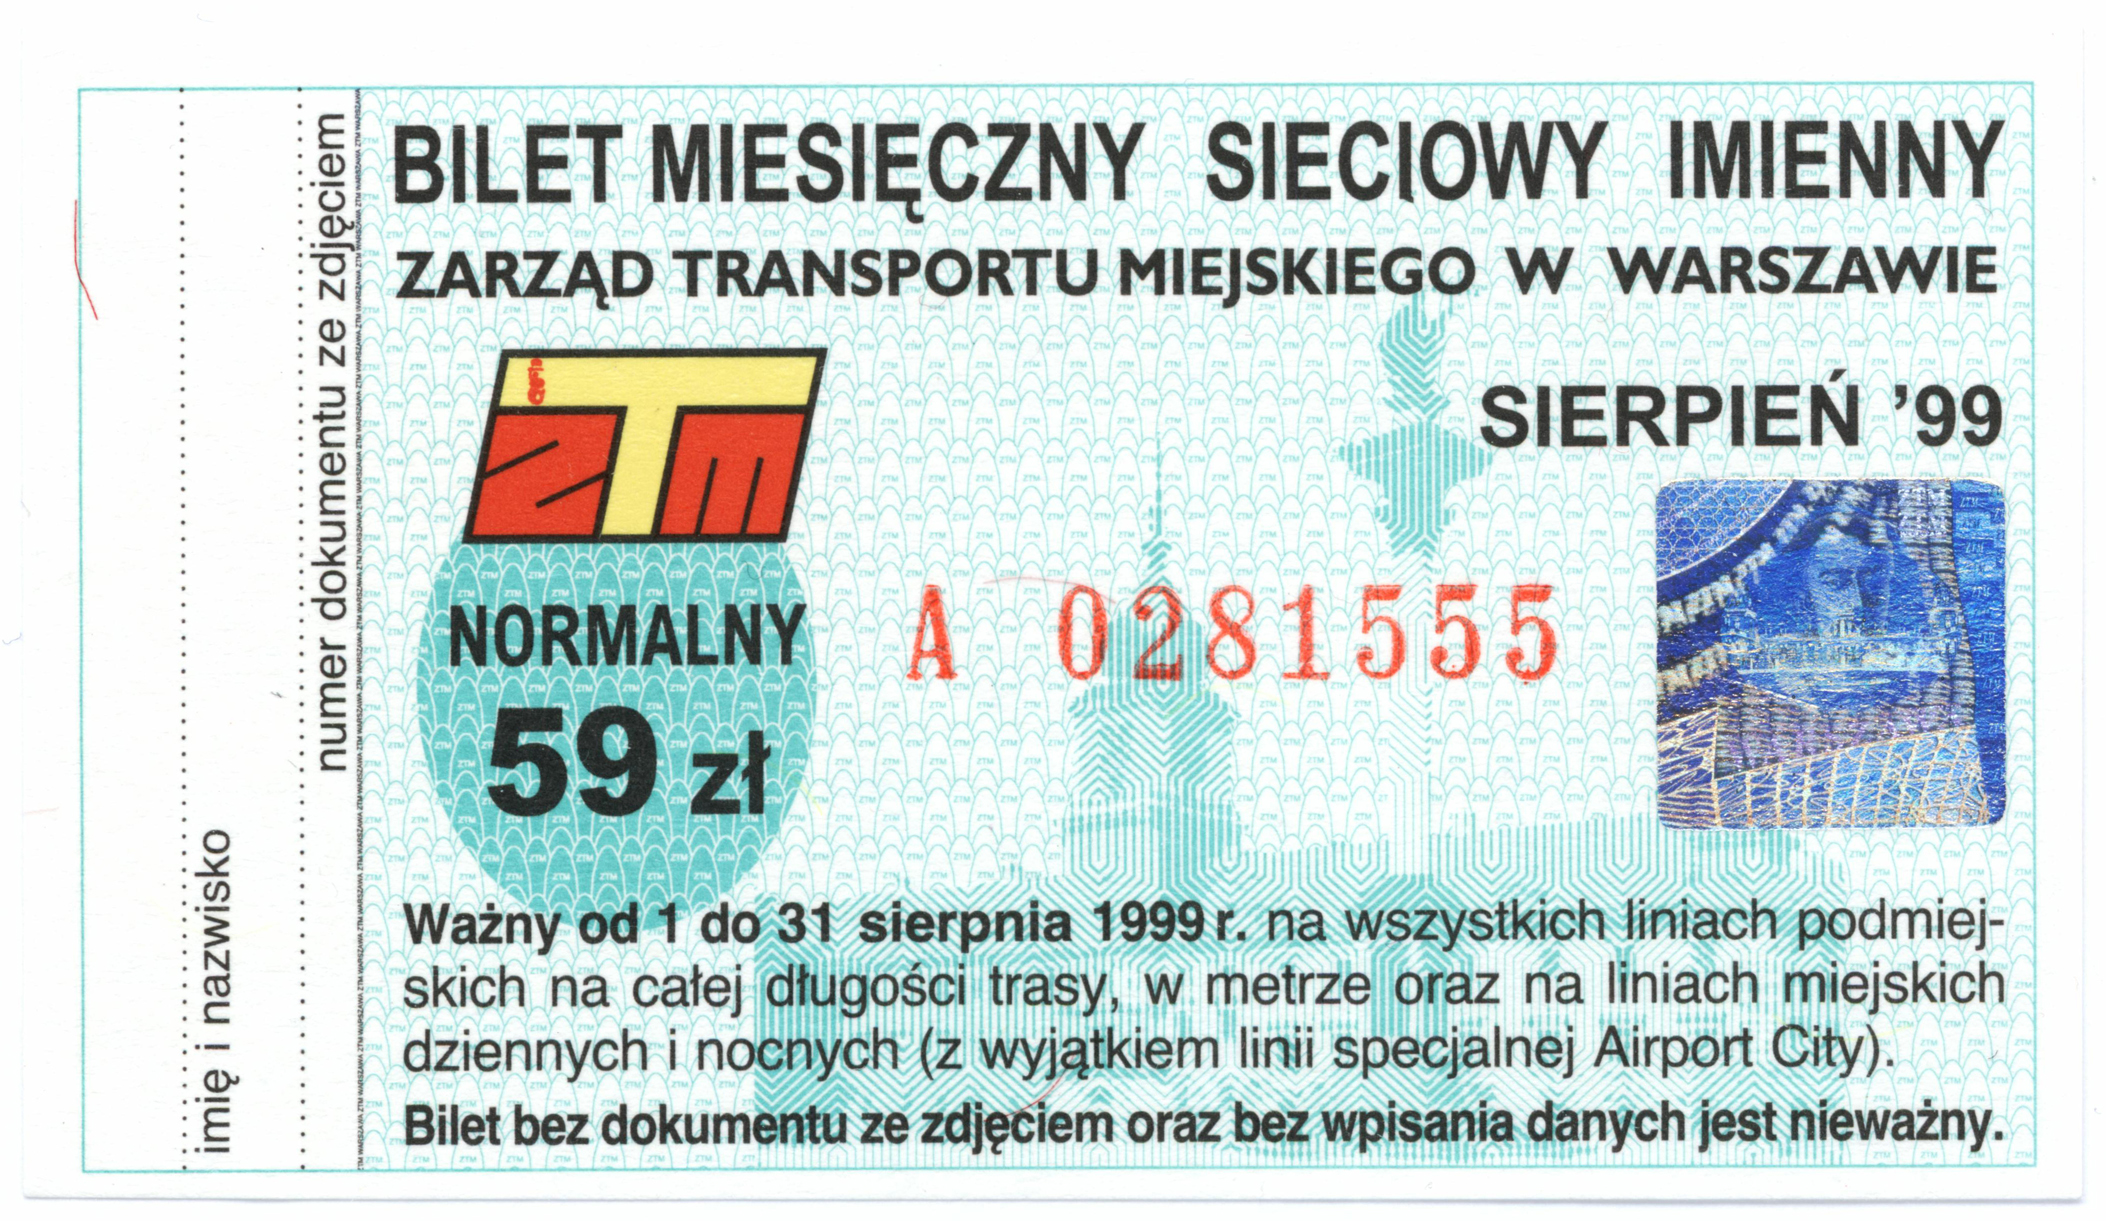 BILET MIESIĘCZNY SIECIOWY IMIENNY
ZARZĄD TRANSPORTU MIEJSKIEGO W WARSZAWIE
SIERPIEŃ '99
ZTM
NORMALNY
59 zł
A 0281555
Ważny od 1 do 31 sierpnia 1999 r. na wszystkich liniach podmiej-
skich na całej długości trasy, w metrze oraz na liniach miejskich
dziennych i nocnych (z wyjątkiem linii specjalnej Airport City).
Bilet bez dokumentu ze zdjęciem oraz bez wpisania danych jest nieważny.
imię i nazwisko
numer dokumentu ze zdjęciem